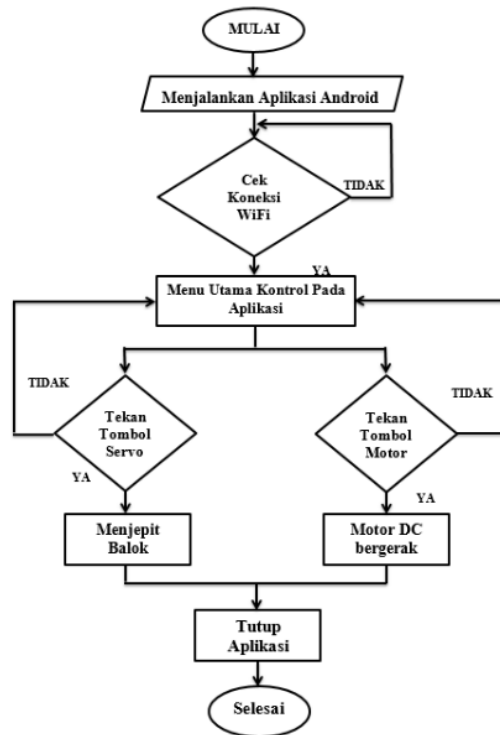 MULAI
Menjalankan Aplikasi Android
Cek
Koneksi
WiFi
TIDAK
YA
Menu Utama Kontrol Pada
Aplikasi
TIDAK
Tekan
Tombol
Servo
YA
Tekan
Tombol
Motor
TIDAK
YA
Menjepit
Balok
Motor DC
bergerak
Tutup
Aplikasi
Selesai